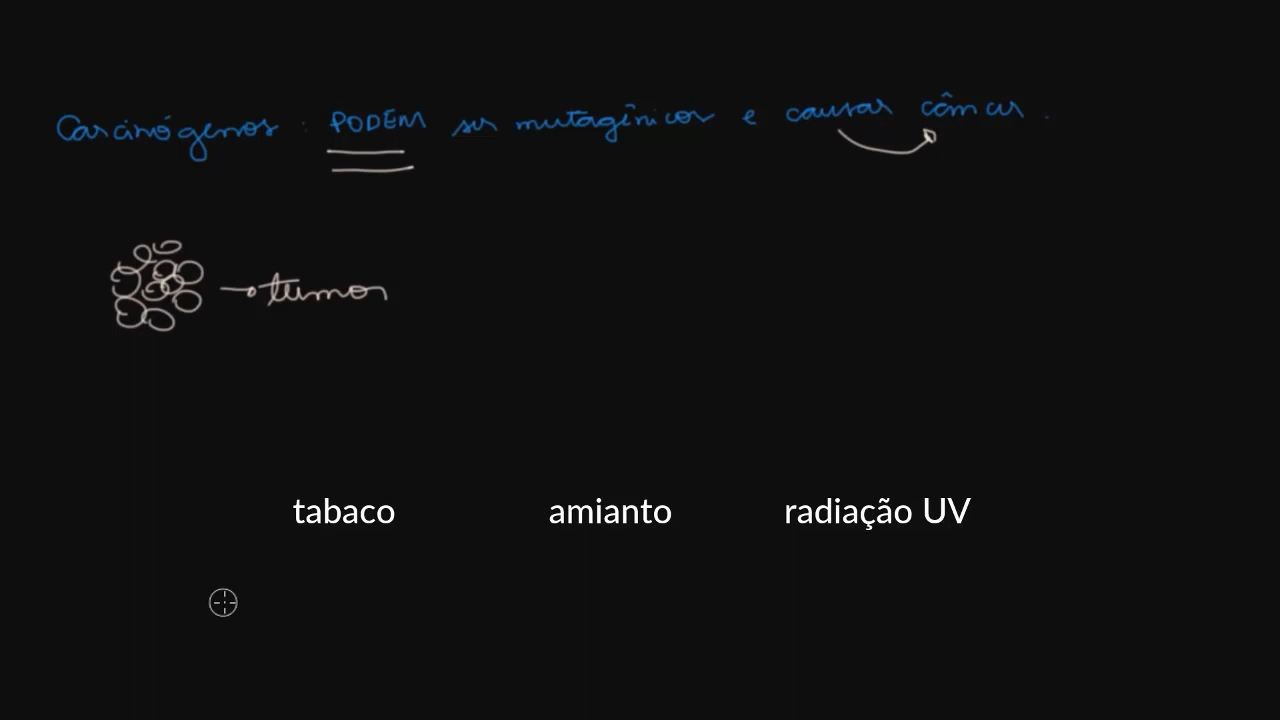 Carcinógenos: PODEM ser mutagênicos e causar câncer.
tumor
tabaco amianto radiação UV